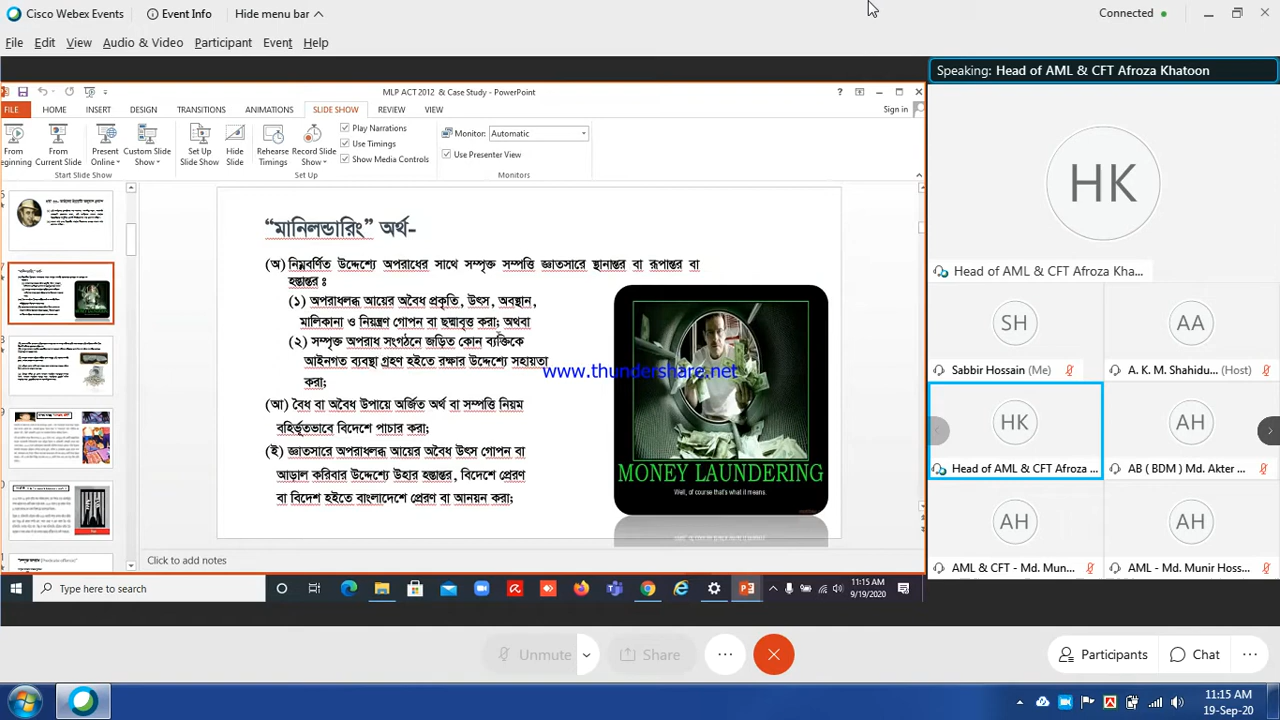 Cisco Webex Events
Event Info
Hide menu bar
Connected
File Edit View Audio & Video Participant Event Help
Speaking: Head of AML & CFT Afroza Khatoon
MLP ACT 2012 & Case Study - PowerPoint
FILE HOME INSERT DESIGN TRANSITIONS ANIMATIONS SLIDE SHOW REVIEW VIEW
Sign in
From Beginning
From Current Slide
Present Online
Custom Slide Show
Start Slide Show
Set Up Slide Show
Hide Slide
Rehearse Timings
Record Slide Show
Play Narrations
Use Timings
Show Media Controls
Set Up
Monitor: Automatic
Use Presenter View
Monitors
“মানিলন্ডারিং” অর্থ-
(অ) নিম্নবর্ণিত উদ্দেশ্যে অপরাধের সাথে সম্পৃক্ত সম্পত্তি জ্ঞাতসারে স্থানান্তর বা রূপান্তর বা
হস্তান্তর ঃ
(১) অপরাধলব্ধ আয়ের অবৈধ প্রকৃতি, উৎস, অবস্থান,
মালিকানা ও নিয়ন্ত্রণ গোপন বা ছদ্মাবৃত্ত করা; অথবা
(২) সম্পৃক্ত অপরাধ সংগঠনে জড়িত কোন ব্যক্তিকে
আইনগত ব্যবস্থা গ্রহণ হইতে রক্ষার উদ্দেশ্যে সহায়তা
করা;
(আ) বৈধ বা অবৈধ উপায়ে অর্জিত অর্থ বা সম্পত্তি নিয়ম
বহির্ভূতভাবে বিদেশে পাচার করা;
(ই) জ্ঞাতসারে অপরাধলব্ধ আয়ের অবৈধ উৎস গোপন বা
আড়াল করিবার উদ্দেশ্যে উহার হস্তান্তর, বিদেশে প্রেরণ
বা বিদেশ হইতে বাংলাদেশে প্রেরণ বা আনয়ন করা;
www.thundershare.net
MONEY LAUNDERING
Well, of course that's what it means.
Click to add notes
Type here to search
11:15 AM
9/19/2020
HK
Head of AML & CFT Afroza Kha...
SH
Sabbir Hossain (Me)
AA
A. K. M. Shahidu... (Host)
HK
Head of AML & CFT Afroza ...
AH
AB ( BDM ) Md. Akter ...
AH
AML & CFT - Md. Mun...
AH
AML - Md. Munir Hoss...
Unmute
Share
Participants
Chat
11:15 AM
19-Sep-20